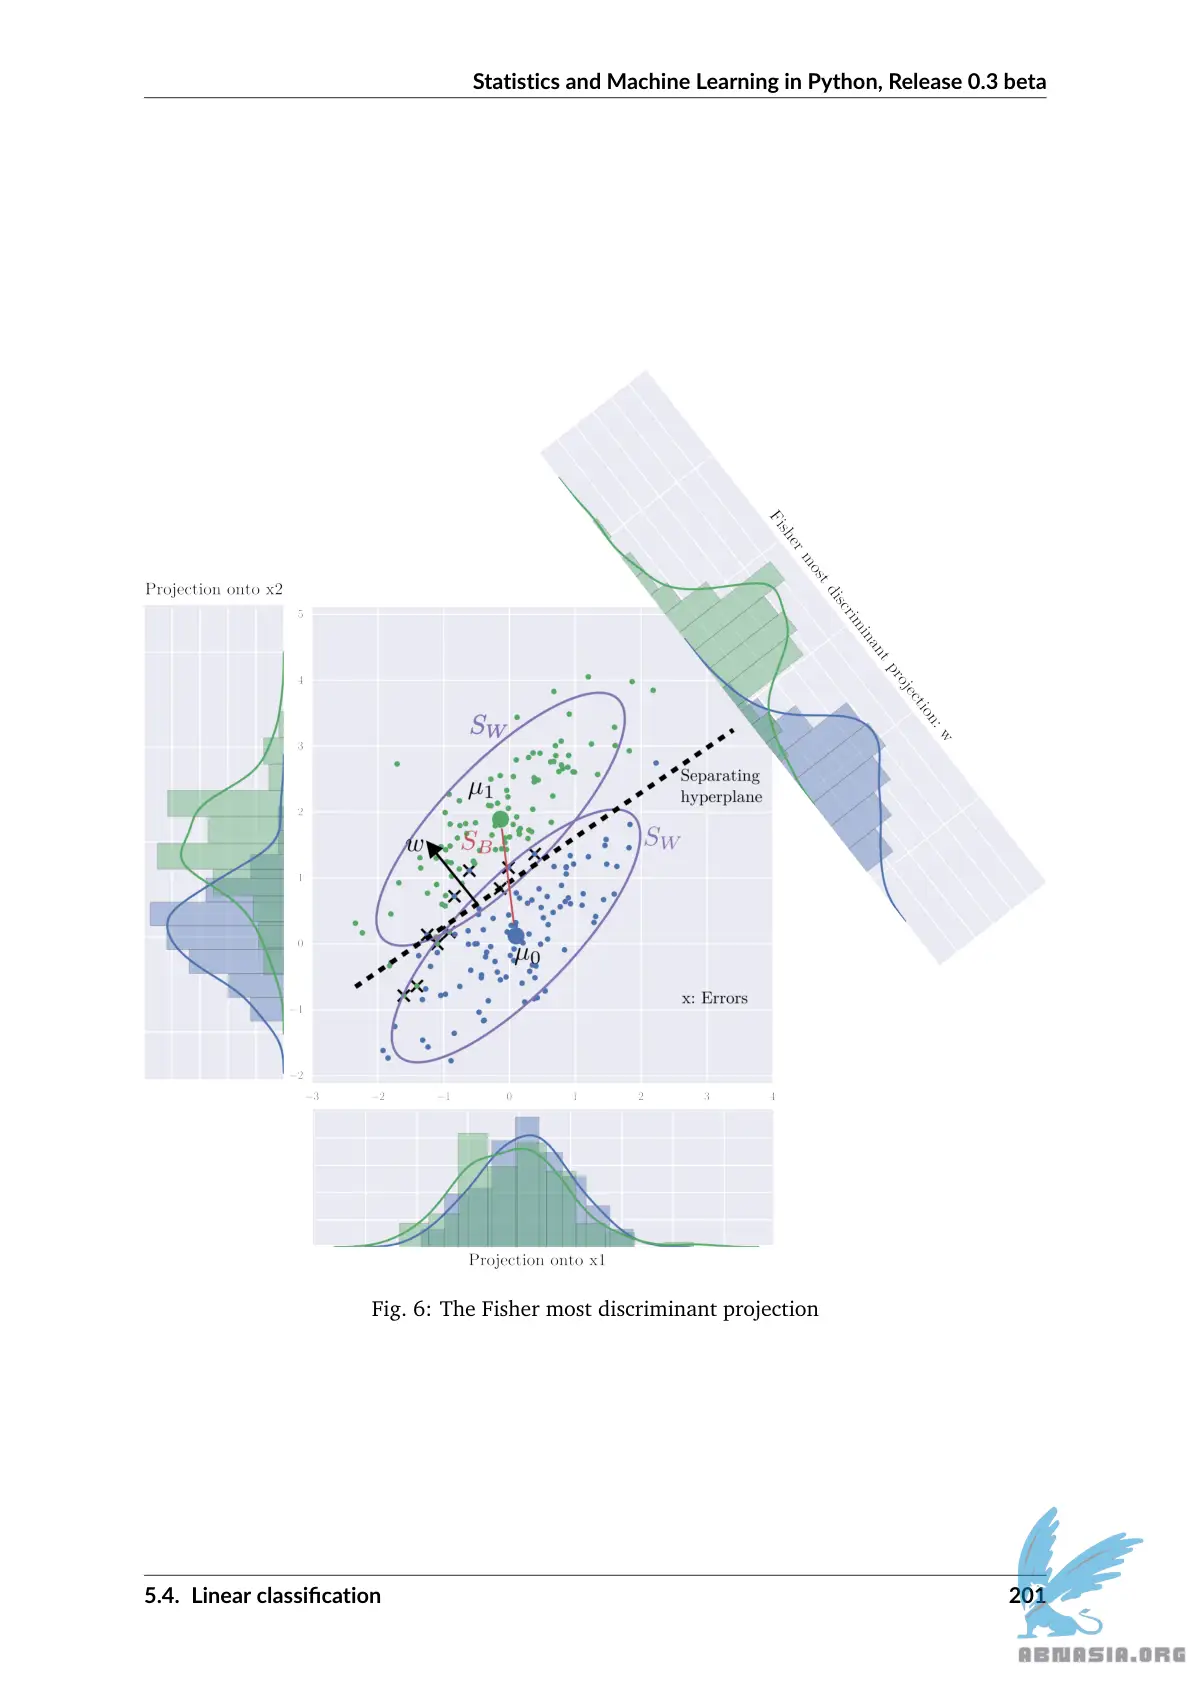 Statistics and Machine Learning in Python, Release 0.3 beta
Fisher most discriminant projection: w
Projection onto x2
5
4
3
2
1
0
−1
−2
S_W
μ_1
Separating
hyperplane
w
S_B
S_W
μ_0
x: Errors
−3 −2 −1 0 1 2 3 4
Projection onto x1
Fig. 6: The Fisher most discriminant projection
5.4. Linear classification 201
ABNASIA.ORG